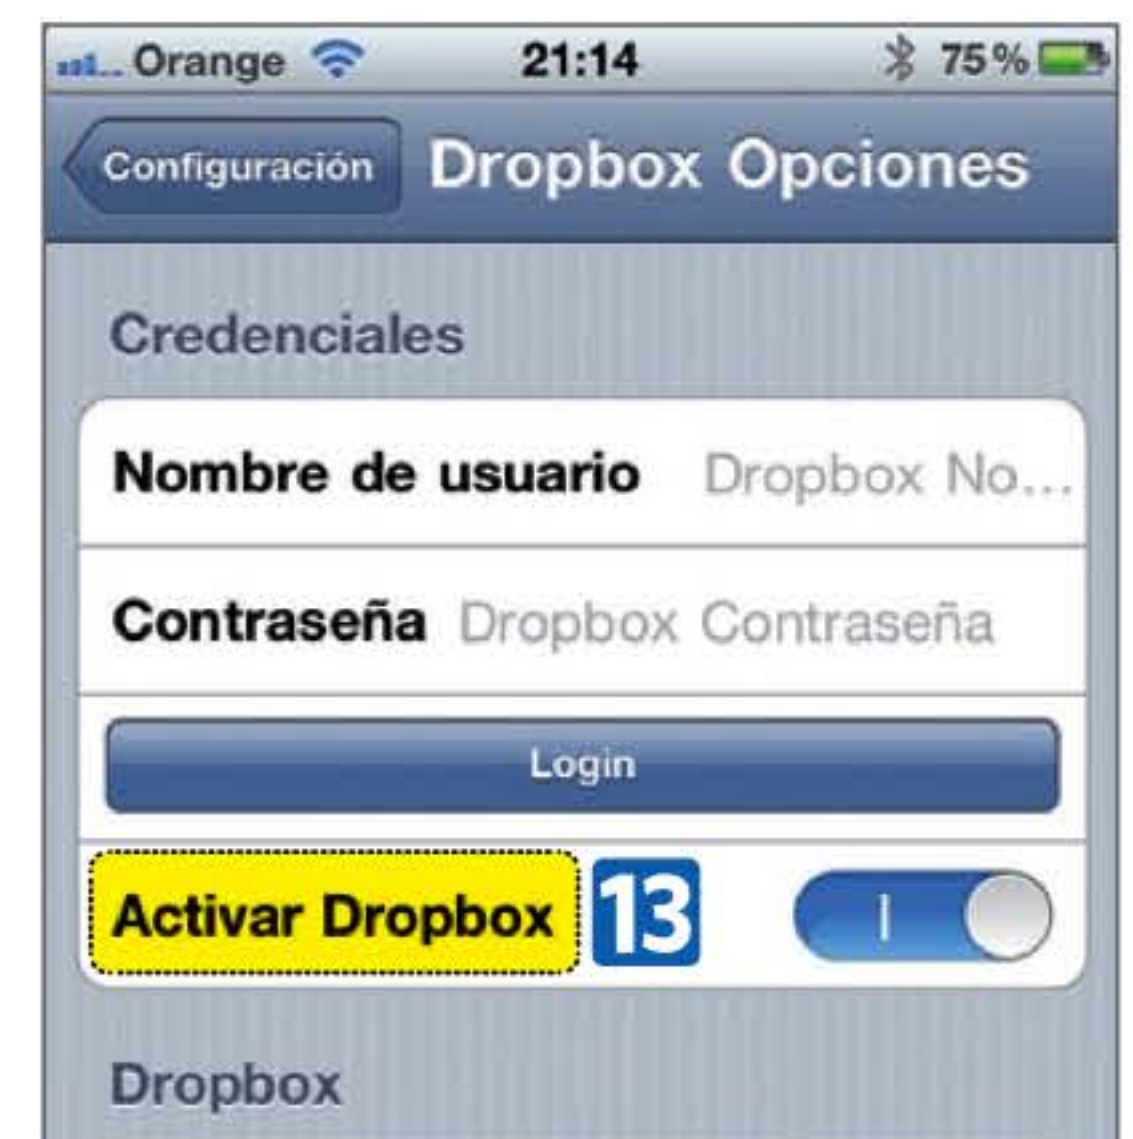 Orange 21:14 75%
Configuración Dropbox Opciones
Credenciales
Nombre de usuario Dropbox No...
Contraseña Dropbox Contraseña
Login
Activar Dropbox 13
Dropbox